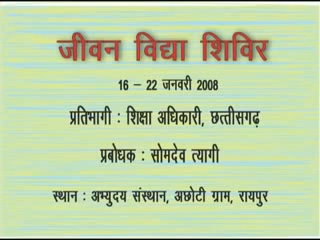 जीवन विद्या शिविर
16 – 22 जनवरी 2008
प्रतिभागी : शिक्षा अधिकारी, छत्तीसगढ़
प्रबोधक : सोमदेव त्यागी
स्थान : अभ्युदय संस्थान, अछोटी ग्राम, रायपुर